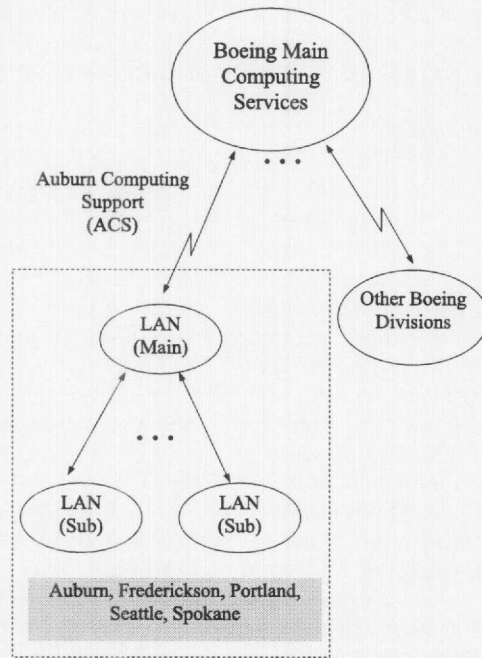 Boeing Main
Computing
Services
Auburn Computing
Support
(ACS)
LAN
(Main)
Other Boeing
Divisions
LAN
(Sub)
LAN
(Sub)
Auburn, Frederickson, Portland,
Seattle, Spokane